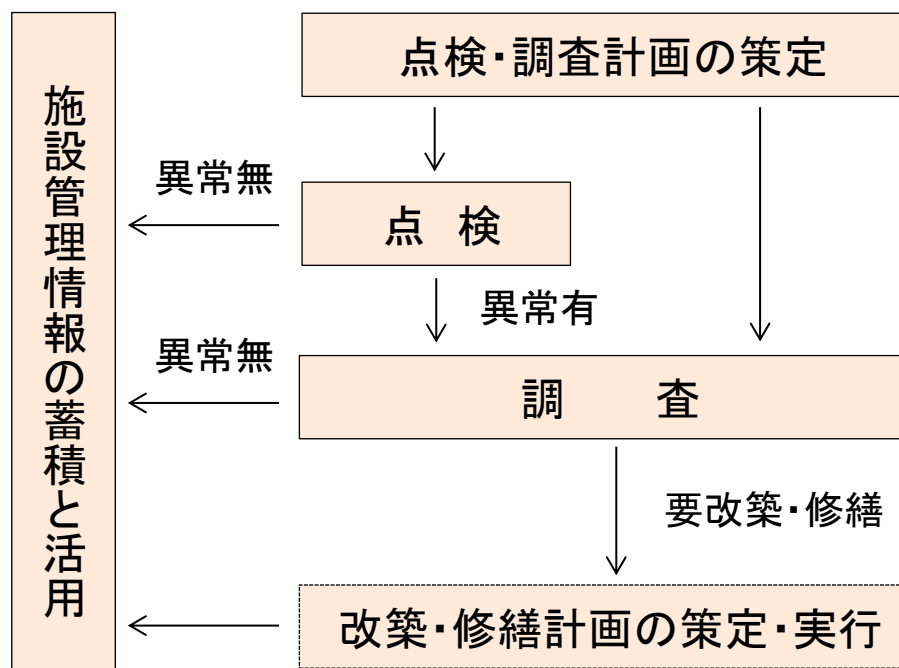 施設管理情報の蓄積と活用
点検・調査計画の策定
異常無
点 検
異常有
異常無
調 査
要改築・修繕
改築・修繕計画の策定・実行